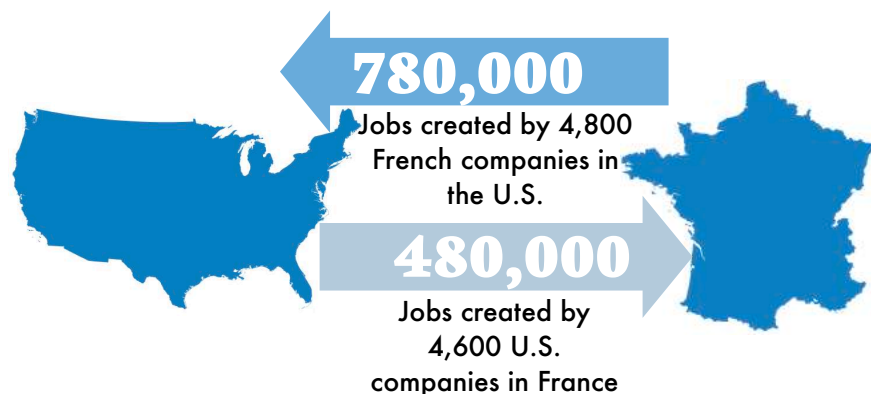 780,000
Jobs created by 4,800
French companies in
the U.S.
480,000
Jobs created by
4,600 U.S.
companies in France